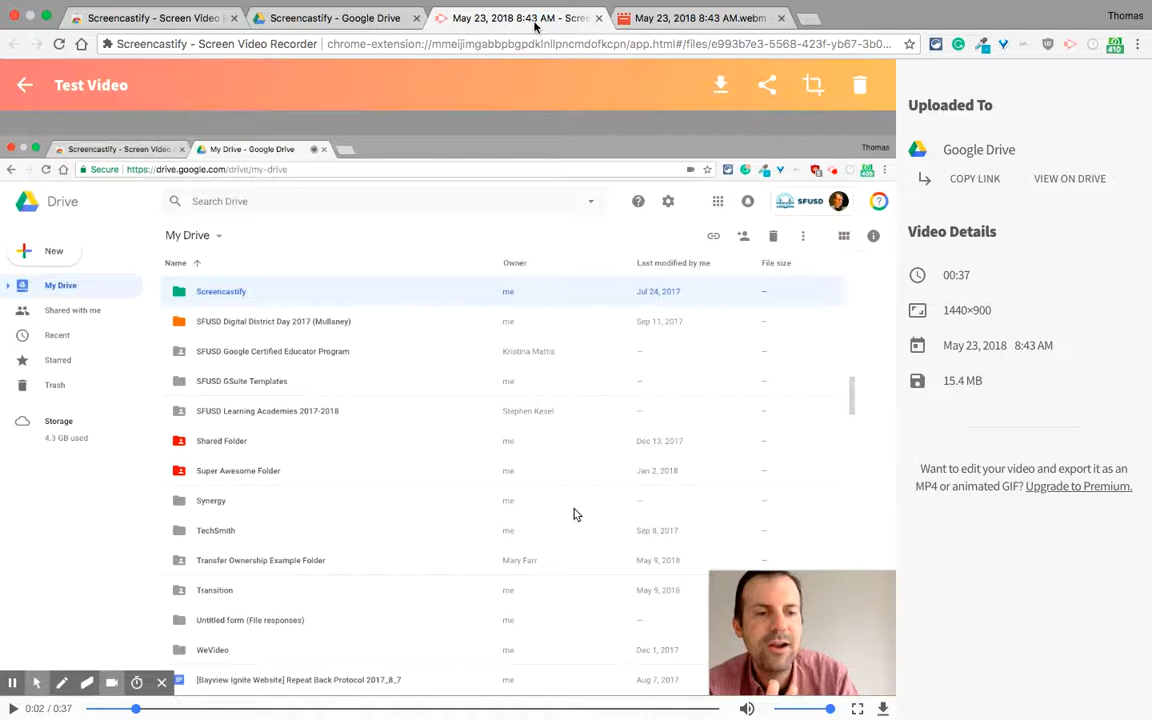 Screencastify - Screen Video
Screencastify - Google Drive
May 23, 2018 8:43 AM - Scree
May 23, 2018 8:43 AM.webm
Thomas
Screencastify - Screen Video Recorder
chrome-extension://mmeijimgabbpbgpdklnllpncmdofkcpn/app.html#/files/e993b7e3-5568-423f-yb67-3b0...
410
Test Video
Screencastify - Screen Video
My Drive - Google Drive
Thomas
Secure
https://drive.google.com/drive/my-drive
Drive
Search Drive
SFUSD
My Drive
New
Name
Owner
Last modified by me
File size
My Drive
Shared with me
Recent
Starred
Trash
Storage
4.3 GB used
Screencastify me Jul 24, 2017 –
SFUSD Digital District Day 2017 (Mullaney) me Sep 11, 2017 –
SFUSD Google Certified Educator Program Kristina Mattis – –
SFUSD GSuite Templates me – –
SFUSD Learning Academies 2017-2018 Stephen Kesel – –
Shared Folder me Dec 13, 2017 –
Super Awesome Folder me Jan 2, 2018 –
Synergy me – –
TechSmith me Sep 8, 2017 –
Transfer Ownership Example Folder Mary Farr May 9, 2018 –
Transition me May 9, 2018
Untitled form (File responses) me –
WeVideo me Dec 1, 2017
[Bayview Ignite Website] Repeat Back Protocol 2017_8_7 me Aug 7, 2017
0:02 / 0:37
Uploaded To
Google Drive
COPY LINK
VIEW ON DRIVE
Video Details
00:37
1440×900
May 23, 2018 8:43 AM
15.4 MB
Want to edit your video and export it as an
MP4 or animated GIF? Upgrade to Premium.